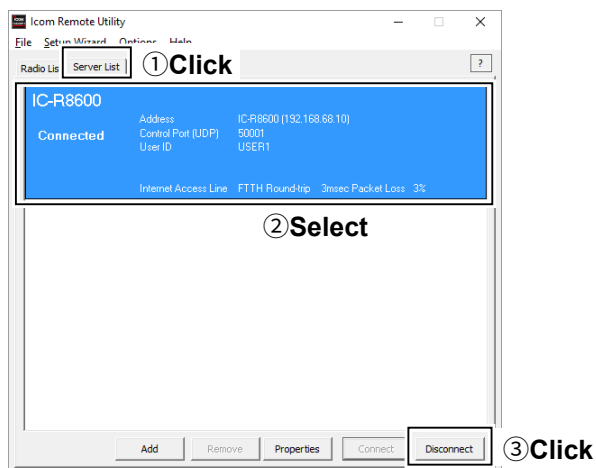 Icom Remote Utility
File Setup Wizard Options Help
Radio Lis Server List ①Click ?
IC-R8600
Connected
Address IC-R8600 (192.168.68.10)
Control Port (UDP) 50001
User ID USER1
Internet Access Line FTTH Round-trip 3msec Packet Loss 3%
②Select
Add Remove Properties Connect Disconnect ③Click